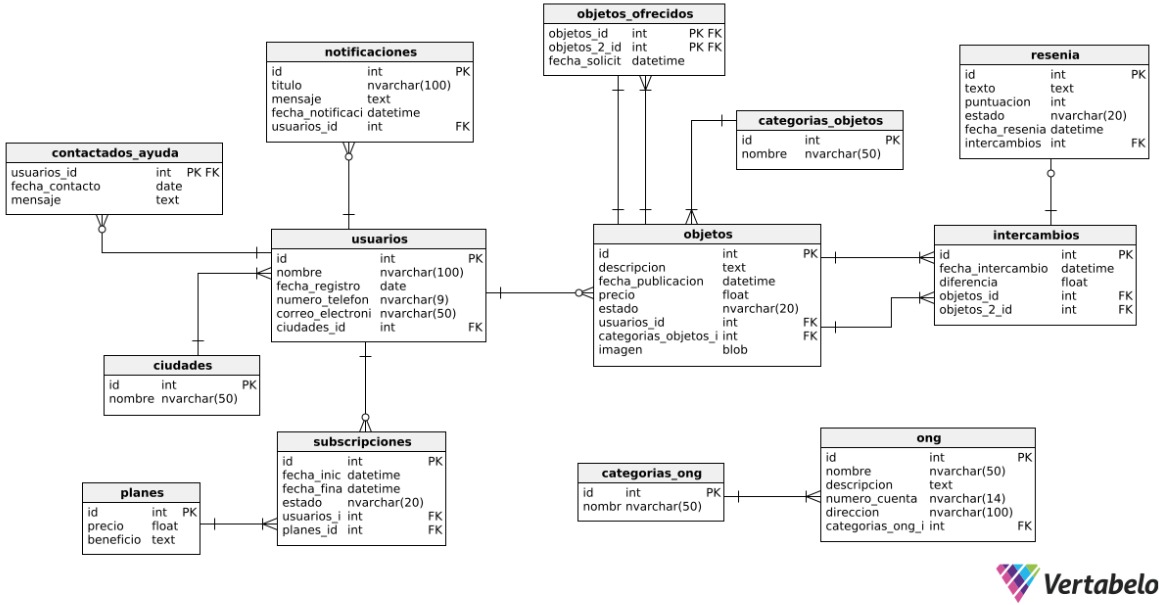 objetos_ofrecidos
objetos_id int PK FK
objetos_2_id int PK FK
fecha_solicit datetime
notificaciones
id int PK
titulo nvarchar(100)
mensaje text
fecha_notificaci datetime
usuarios_id int FK
resenia
id int PK
texto text
puntuacion int
estado nvarchar(20)
fecha_resenia datetime
intercambios int FK
categorias_objetos
id int PK
nombre nvarchar(50)
contactados_ayuda
usuarios_id int PK FK
fecha_contacto date
mensaje text
usuarios
id int PK
nombre nvarchar(100)
fecha_registro date
numero_telefon nvarchar(9)
correo_electroni nvarchar(50)
ciudades_id int FK
objetos
id int PK
descripcion text
fecha_publicacion datetime
precio float
estado nvarchar(20)
usuarios_id int FK
categorias_objetos_i int FK
imagen blob
intercambios
id int PK
fecha_intercambio datetime
diferencia float
objetos_id int FK
objetos_2_id int FK
ciudades
id int PK
nombre nvarchar(50)
subscripciones
id int PK
fecha_inic datetime
fecha_fina datetime
estado nvarchar(20)
usuarios_i int FK
planes_id int FK
planes
id int PK
precio float
beneficio text
categorias_ong
id int PK
nombr nvarchar(50)
ong
id int PK
nombre nvarchar(50)
descripcion text
numero_cuenta nvarchar(14)
direccion nvarchar(100)
categorias_ong_i int FK
Vertabelo